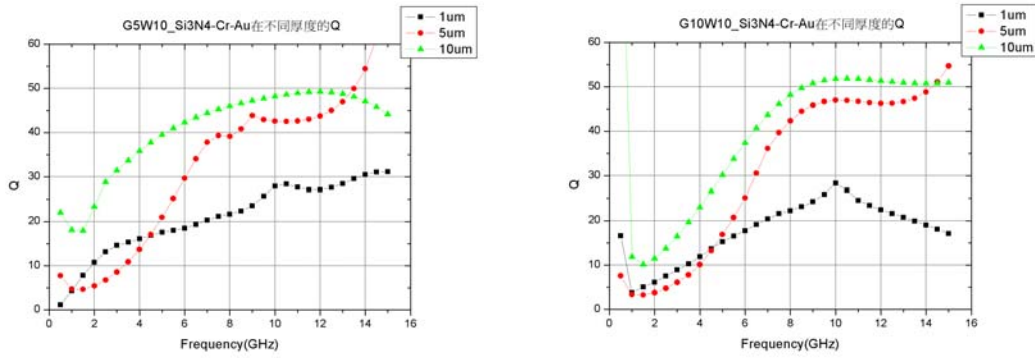 G5W10_Si3N4-Cr-Au在不同厚度的Q
1um
5um
10um
60
50
40
30
20
10
0
Q
0 2 4 6 8 10 12 14 16
Frequency(GHz)
G10W10_Si3N4-Cr-Au在不同厚度的Q
1um
5um
10um
60
50
40
30
20
10
0
Q
0 2 4 6 8 10 12 14 16
Frequency(GHz)